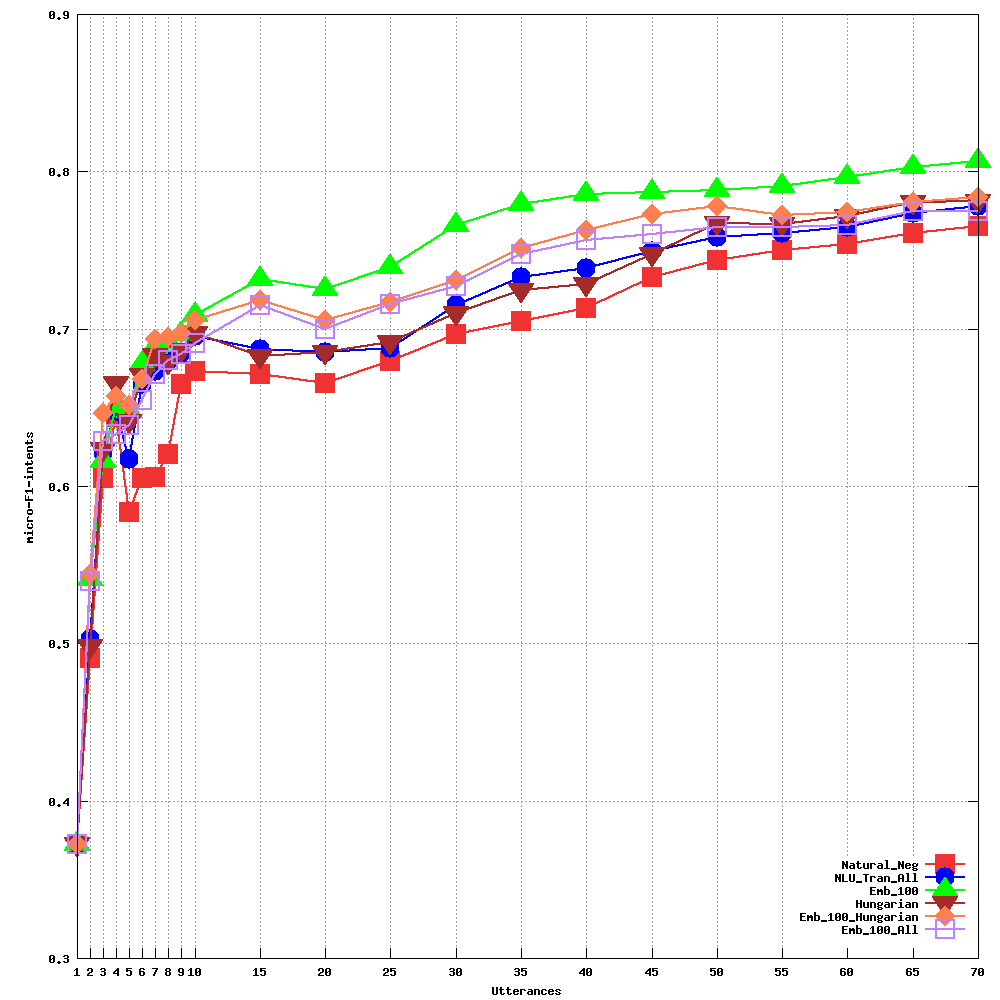 0.9
0.8
0.7
0.6
0.5
0.4
0.3
micro-F1-intents
Natural_Neg
NLU_Tran_All
Emb_100
Hungarian
Emb_100_Hungarian
Emb_100_All
1 2 3 4 5 6 7 8 9 10 15 20 25 30 35 40 45 50 55 60 65 70
Utterances